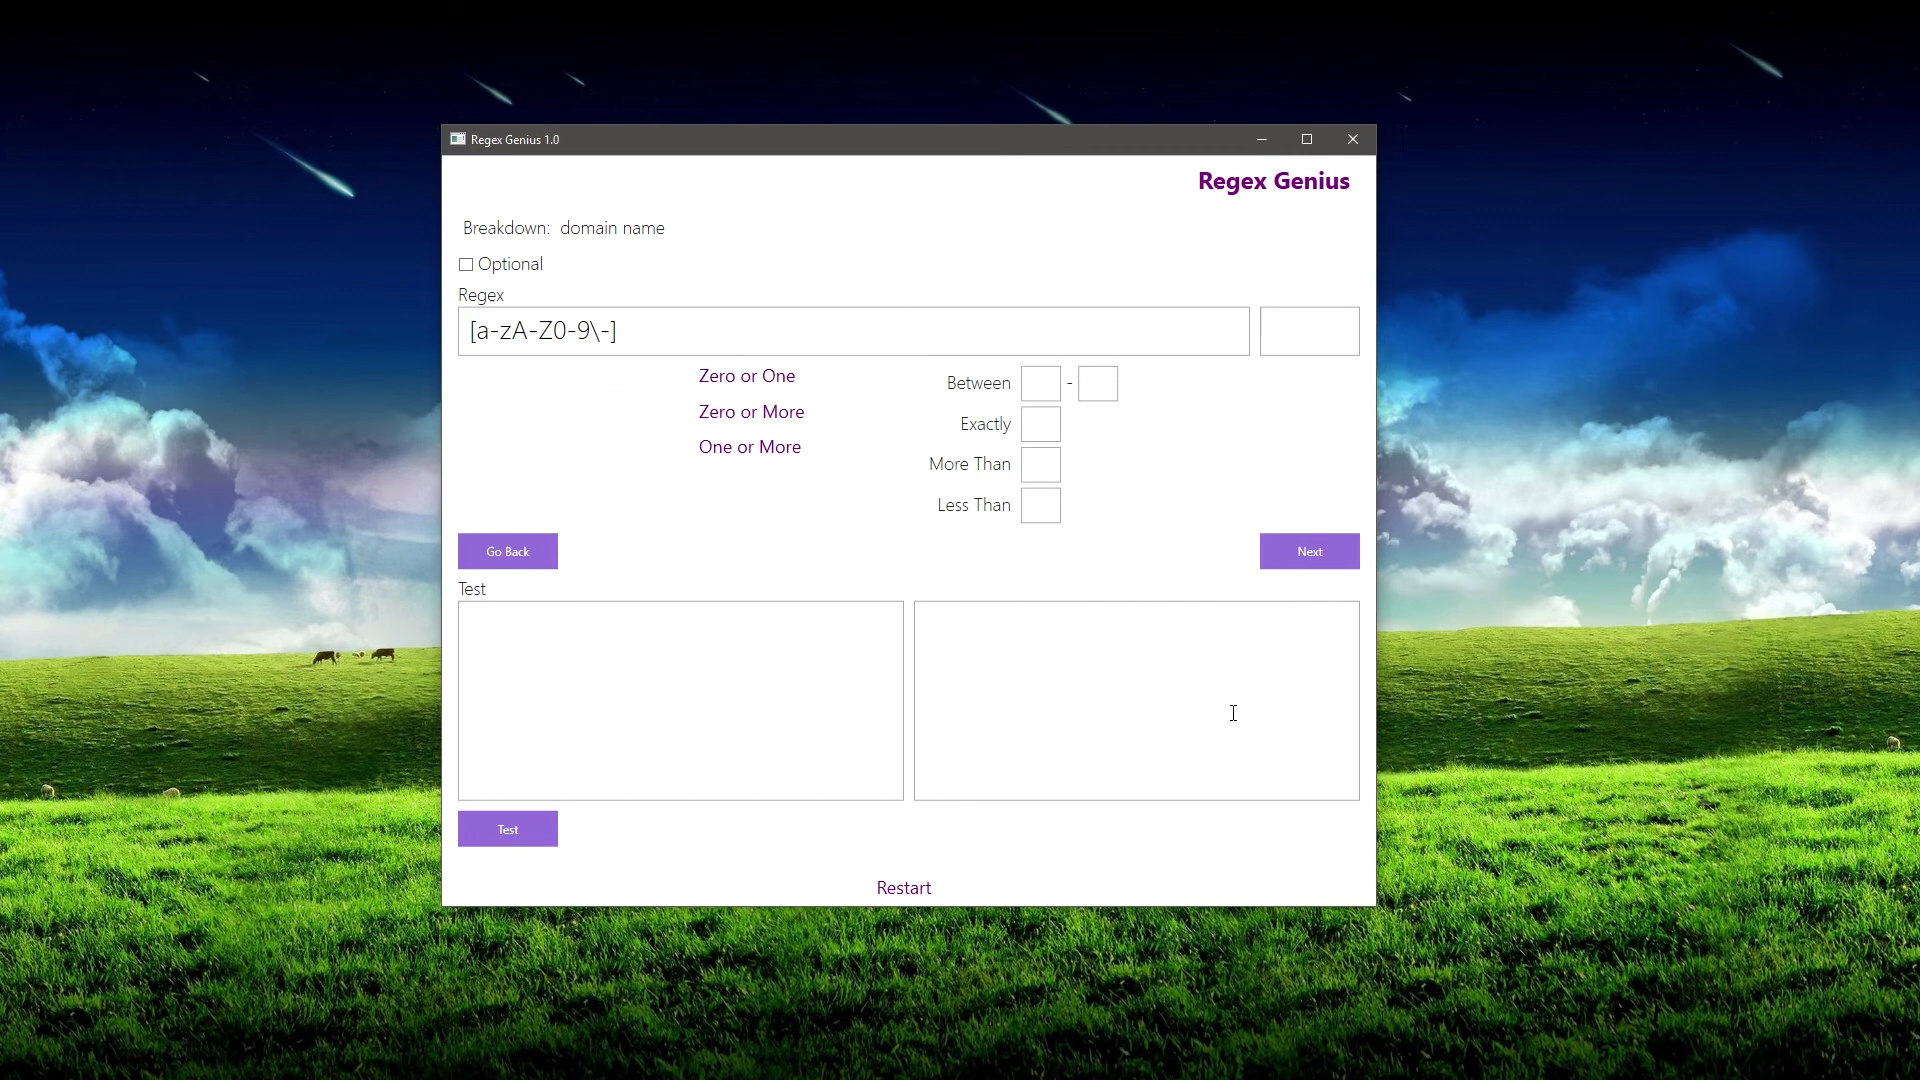 Regex Genius 1.0
Regex Genius
Breakdown: domain name
Optional
Regex
[a-zA-Z0-9\-]
Zero or One
Zero or More
One or More
Between -
Exactly
More Than
Less Than
Go Back
Next
Test
Test
Restart